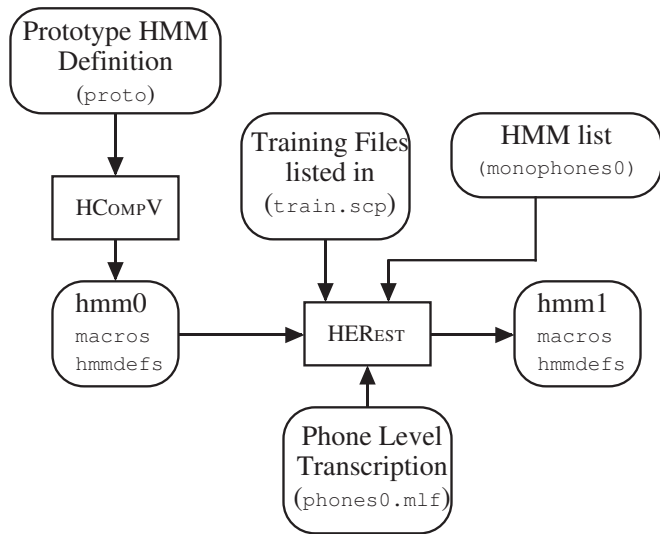 Prototype HMM
Definition
(proto)
Training Files
listed in
(train.scp)
HMM list
(monophones0)
HCOMPV
hmm0
macros
hmmdefs
HEREST
hmm1
macros
hmmdefs
Phone Level
Transcription
(phones0.mlf)